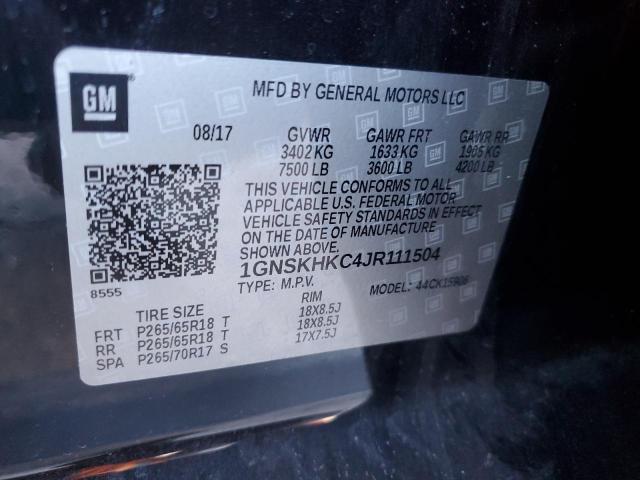 GM
MFD BY GENERAL MOTORS LLC
08/17 GVWR GAWR FRT GAWR RR
3402 KG 1633 KG 1905 KG
7500 LB 3600 LB 4200 LB
THIS VEHICLE CONFORMS TO ALL
APPLICABLE U.S. FEDERAL MOTOR
VEHICLE SAFETY STANDARDS IN EFFECT
ON THE DATE OF MANUFACTURE
SHOWN ABOVE.
1GNSKHKC4JR111504
8555
TYPE: M.P.V. MODEL: 44CK15906
TIRE SIZE RIM
FRT P265/65R18 T 18X8.5J
RR P265/65R18 T 18X8.5J
SPA P265/70R17 S 17X7.5J